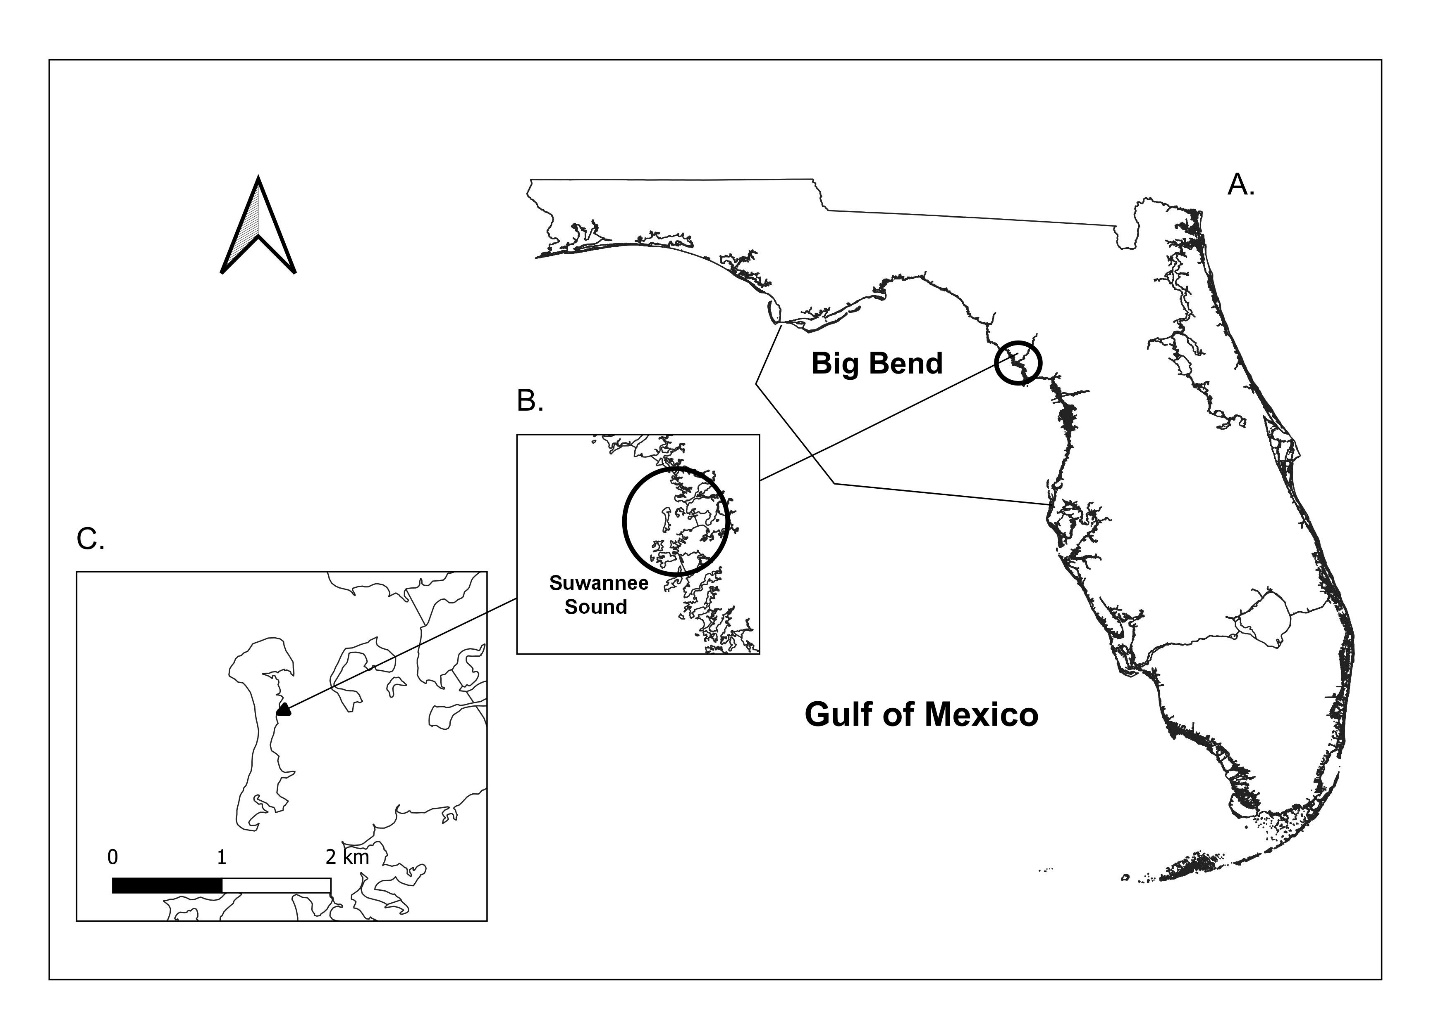 A.
Big Bend
B.
Suwannee
Sound
C.
Gulf of Mexico
0 1 2 km